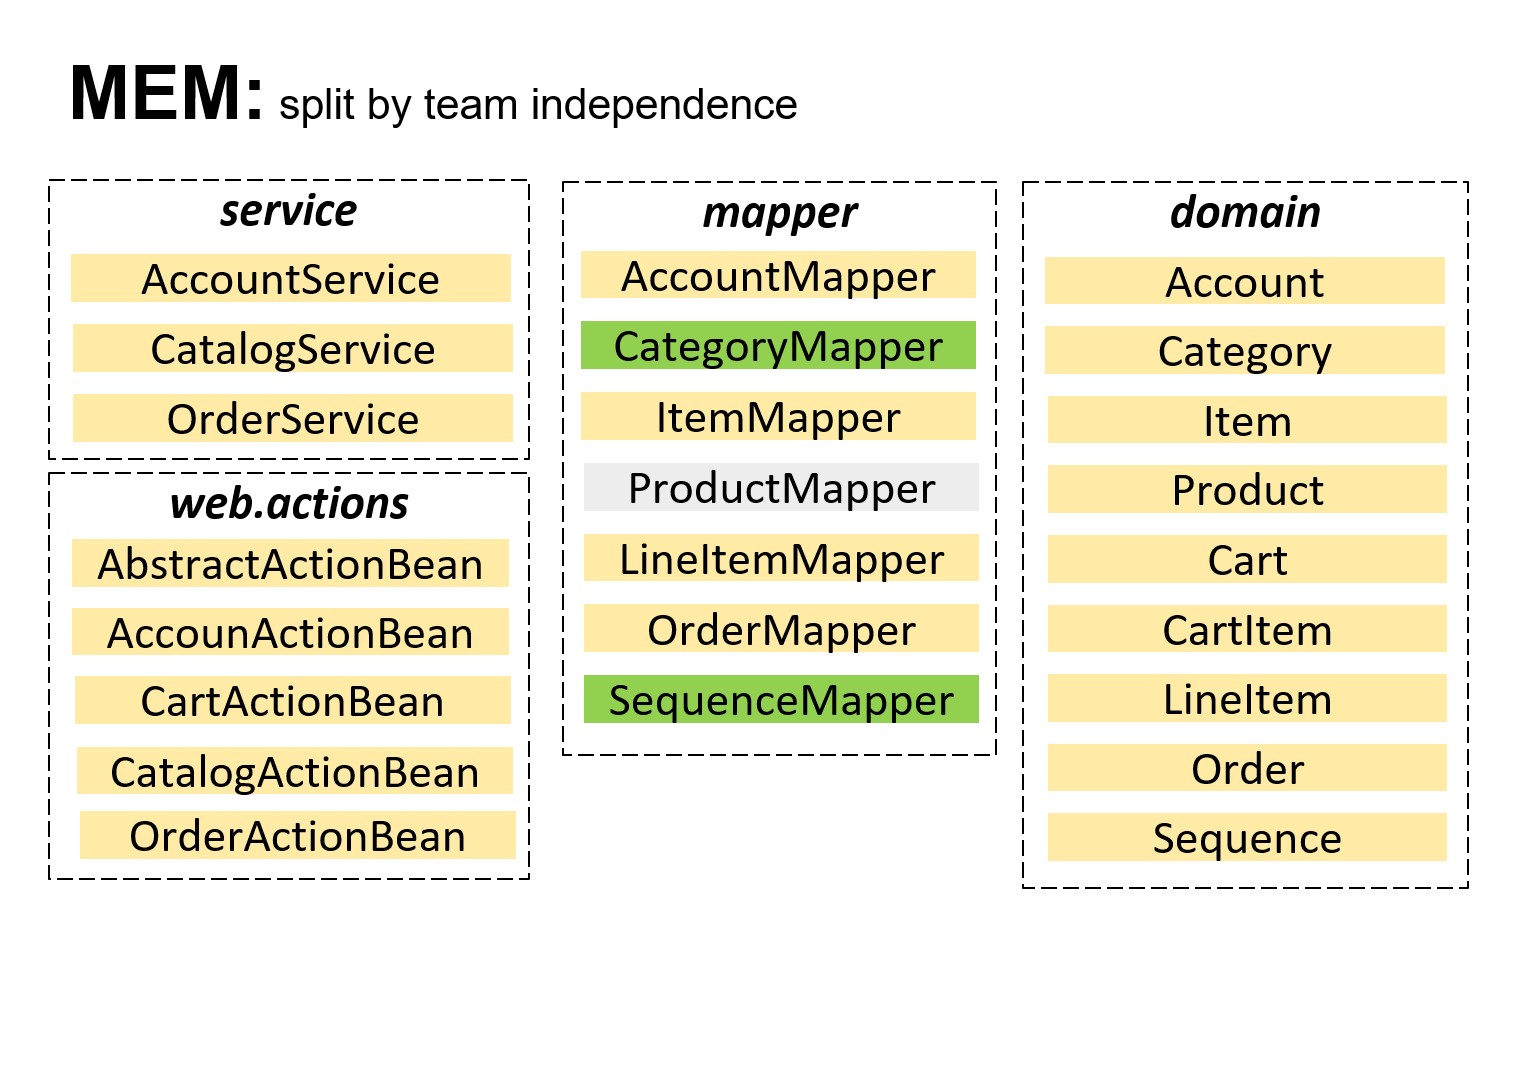 MEM: split by team independence
service
AccountService
CatalogService
OrderService
web.actions
AbstractActionBean
AccounActionBean
CartActionBean
CatalogActionBean
OrderActionBean
mapper
AccountMapper
CategoryMapper
ItemMapper
ProductMapper
LineItemMapper
OrderMapper
SequenceMapper
domain
Account
Category
Item
Product
Cart
CartItem
LineItem
Order
Sequence